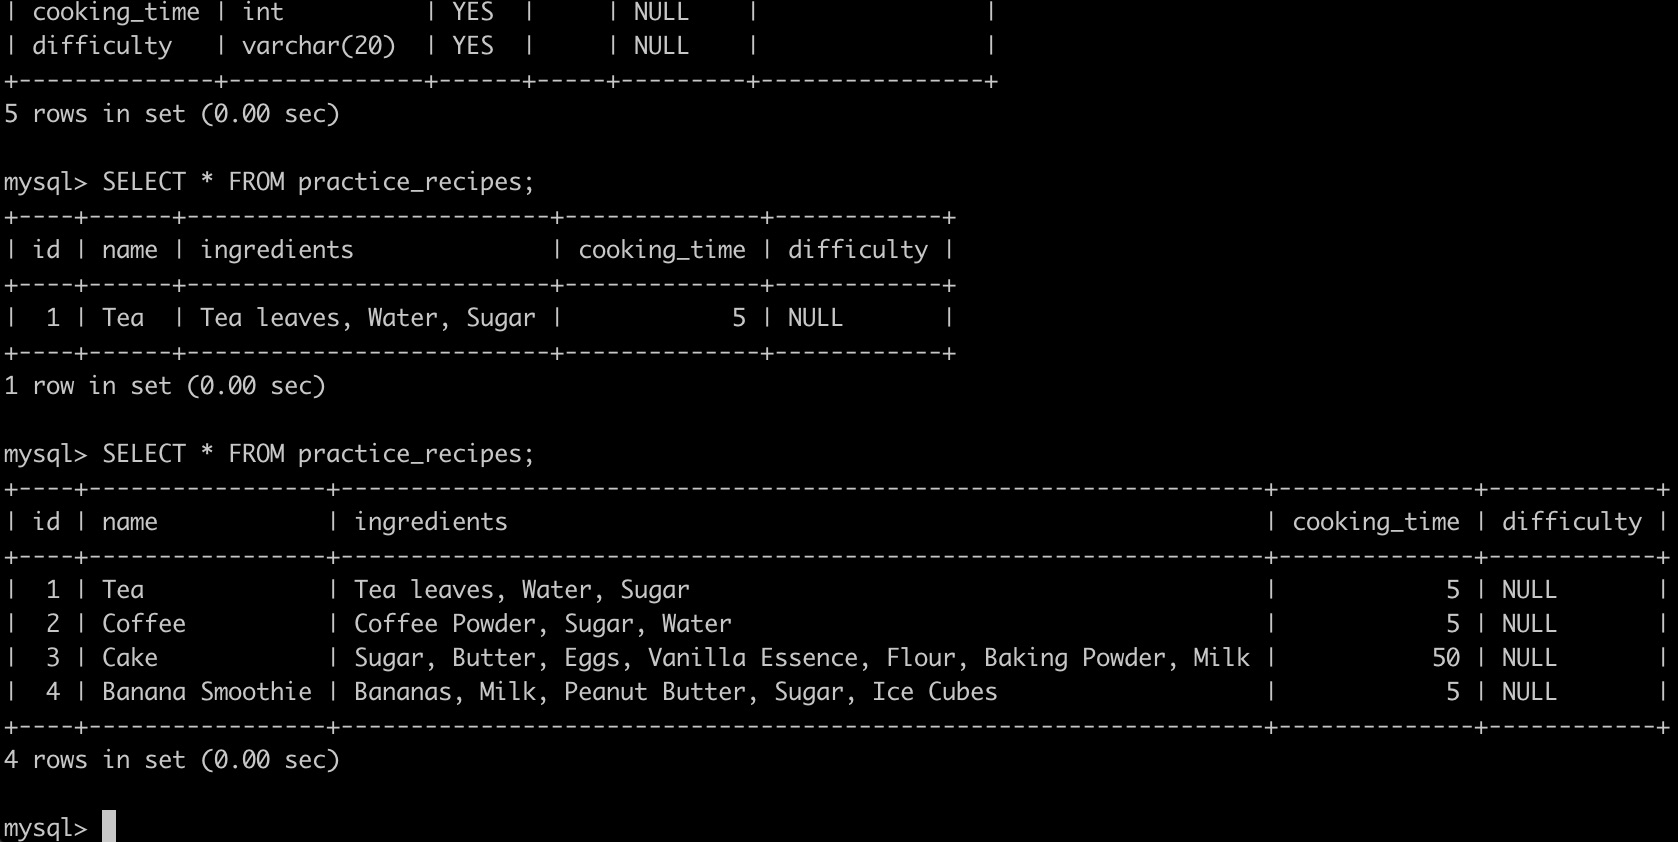 | cooking_time | int          | YES  |     | NULL    |                |
| difficulty   | varchar(20)  | YES  |     | NULL    |                |
+--------------+--------------+------+-----+---------+----------------+
5 rows in set (0.00 sec)

mysql> SELECT * FROM practice_recipes;
+----+------+--------------------------+--------------+------------+
| id | name | ingredients              | cooking_time | difficulty |
+----+------+--------------------------+--------------+------------+
|  1 | Tea  | Tea leaves, Water, Sugar |            5 | NULL       |
+----+------+--------------------------+--------------+------------+
1 row in set (0.00 sec)

mysql> SELECT * FROM practice_recipes;
+----+-----------------+------------------------------------------------------------------+--------------+------------+
| id | name            | ingredients                                                      | cooking_time | difficulty |
+----+-----------------+------------------------------------------------------------------+--------------+------------+
|  1 | Tea             | Tea leaves, Water, Sugar                                         |            5 | NULL       |
|  2 | Coffee          | Coffee Powder, Sugar, Water                                      |            5 | NULL       |
|  3 | Cake            | Sugar, Butter, Eggs, Vanilla Essence, Flour, Baking Powder, Milk |           50 | NULL       |
|  4 | Banana Smoothie | Bananas, Milk, Peanut Butter, Sugar, Ice Cubes                   |            5 | NULL       |
+----+-----------------+------------------------------------------------------------------+--------------+------------+
4 rows in set (0.00 sec)

mysql>